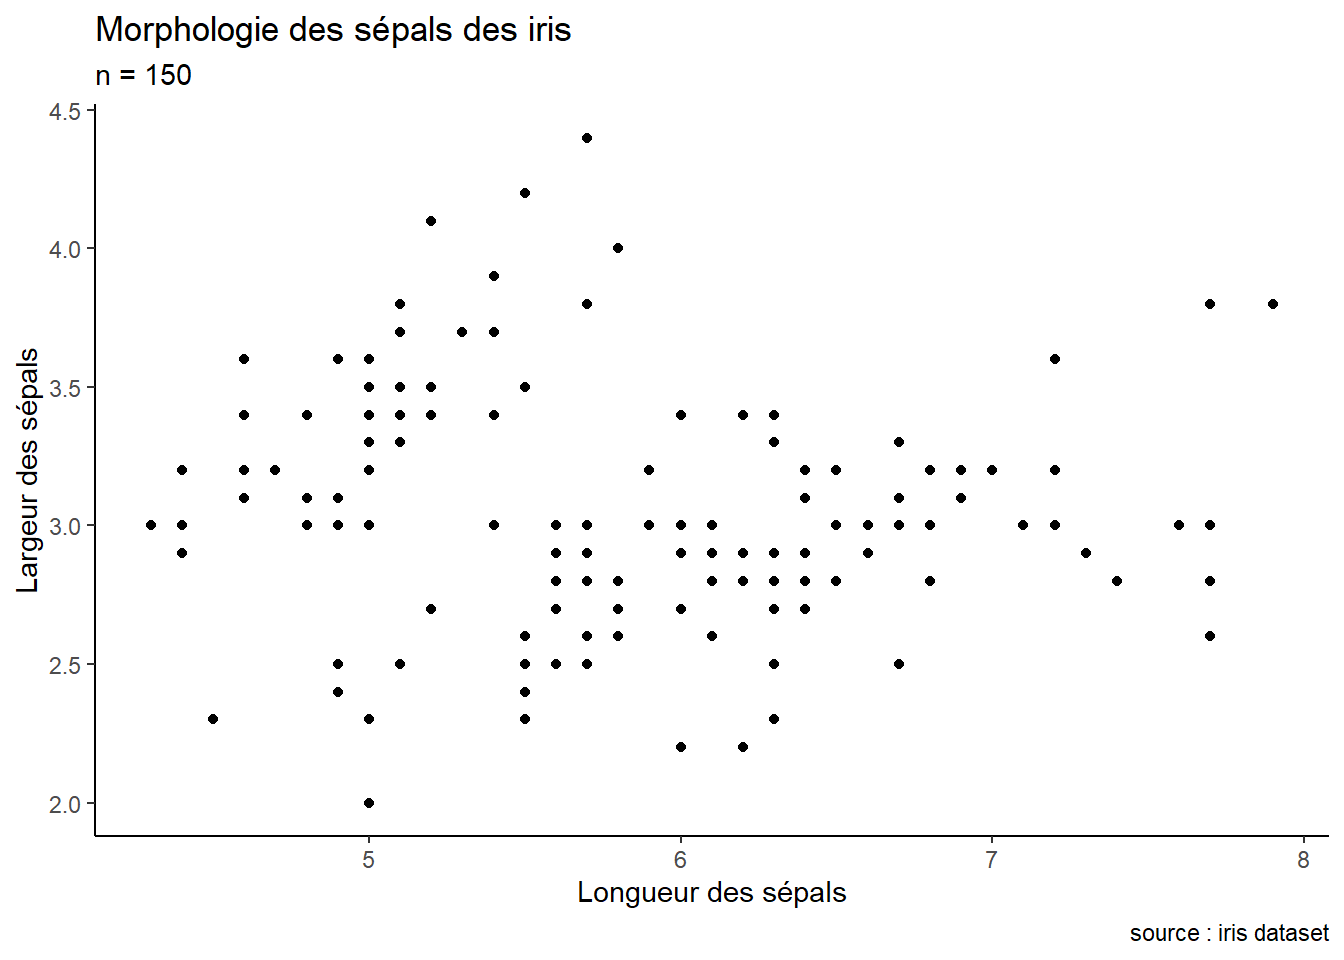 Morphologie des sépals des iris
n = 150
4.5
4.0
3.5
3.0
2.5
2.0
Largeur des sépals
5 6 7 8
Longueur des sépals
source : iris dataset